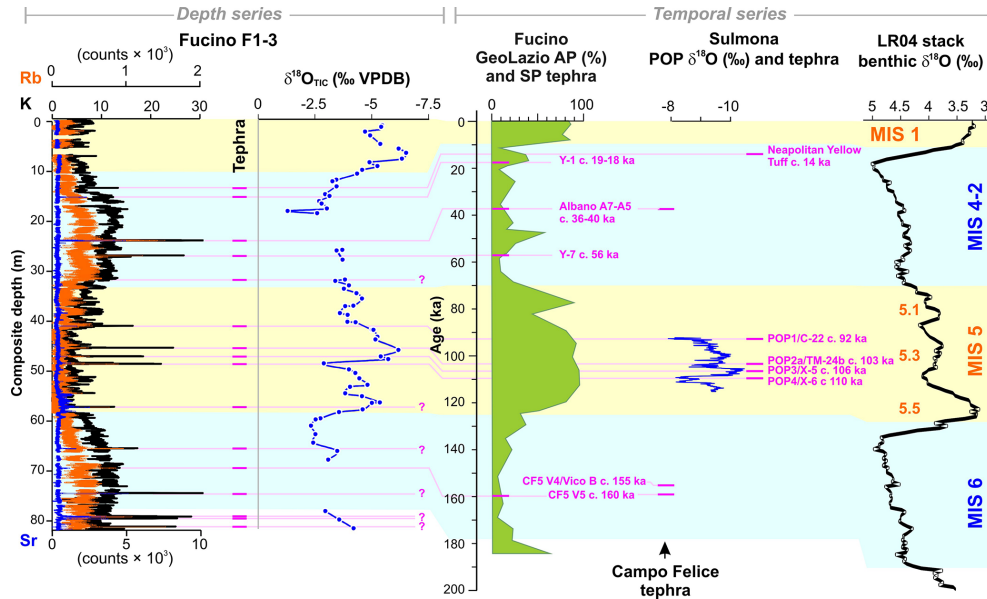 Depth series
Temporal series
Fucino F1-3
(counts × 10³)
0 1 2
Rb
K
0 10 20 30
Tephra
δ¹⁸O_TIC (‰ VPDB)
0 -2.5 -5 -7.5
Fucino
GeoLazio AP (%)
and SP tephra
0 100
Sulmona
POP δ¹⁸O (‰) and tephra
-8 -10
LR04 stack
benthic δ¹⁸O (‰)
5 4.5 4 3.5 3
Composite depth (m)
0
10
20
30
40
50
60
70
80
?
?
?
?
?
?
Sr
0 5 10
(counts × 10³)
Age (ka)
0
20
40
60
80
100
120
140
160
180
200
Y-1 c. 19-18 ka
Neapolitan Yellow
Tuff c. 14 ka
Albano A7-A5
c. 36-40 ka
Y-7 c. 56 ka
POP1/C-22 c. 92 ka
POP2a/TM-24b c. 103 ka
POP3/X-5 c. 106 ka
POP4/X-6 c 110 ka
CF5 V4/Vico B c. 155 ka
CF5 V5 c. 160 ka
Campo Felice
tephra
MIS 1
MIS 4-2
5.1
5.3
5.5
MIS 5
MIS 6